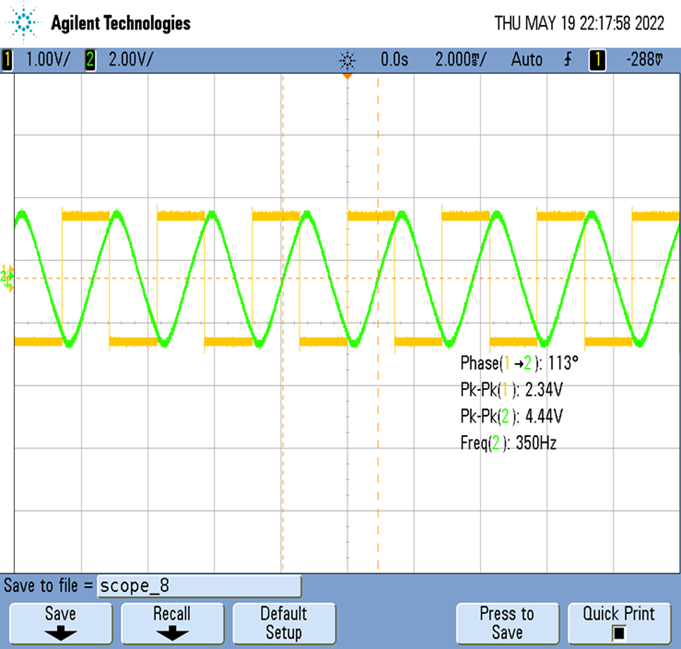 Agilent Technologies
THU MAY 19 22:17:58 2022
1 1.00V/ 2 2.00V/ 0.0s 2.000ms/ Auto 1 -288mV
1
2
Phase(1→2): 113°
Pk-Pk(1): 2.34V
Pk-Pk(2): 4.44V
Freq(2): 350Hz
Save to file = scope_8
Save
Recall
Default
Setup
Press to
Save
Quick Print